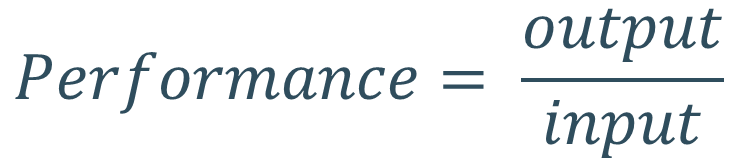 output
Performance =
input